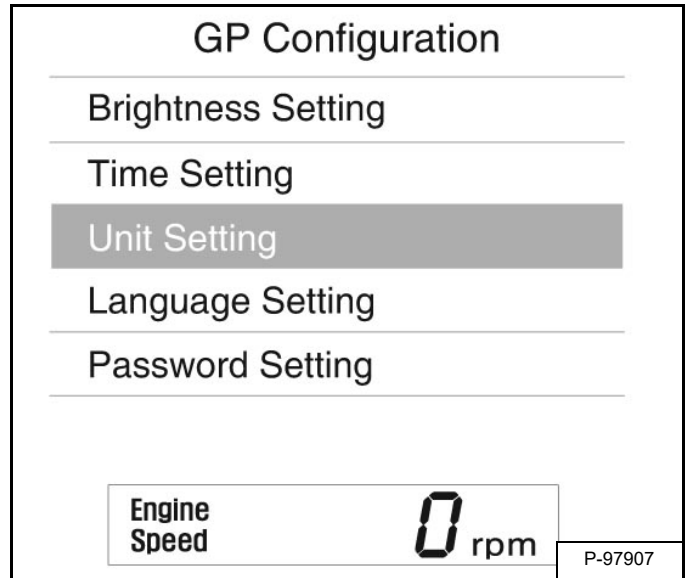 GP Configuration
Brightness Setting
Time Setting
Unit Setting
Language Setting
Password Setting
Engine
Speed
0 rpm
P-97907